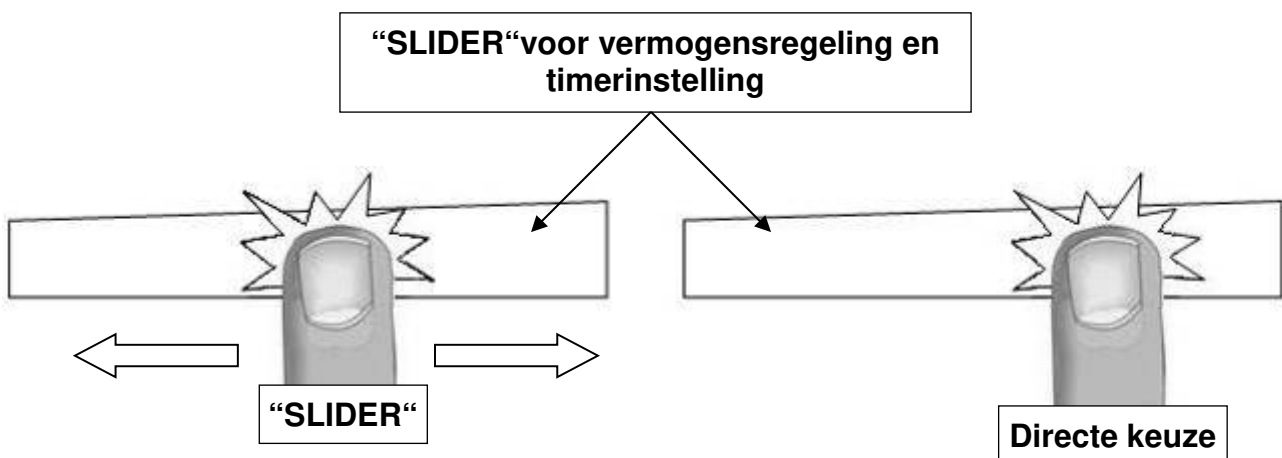 “SLIDER“voor vermogensregeling en
timerinstelling
“SLIDER“
Directe keuze